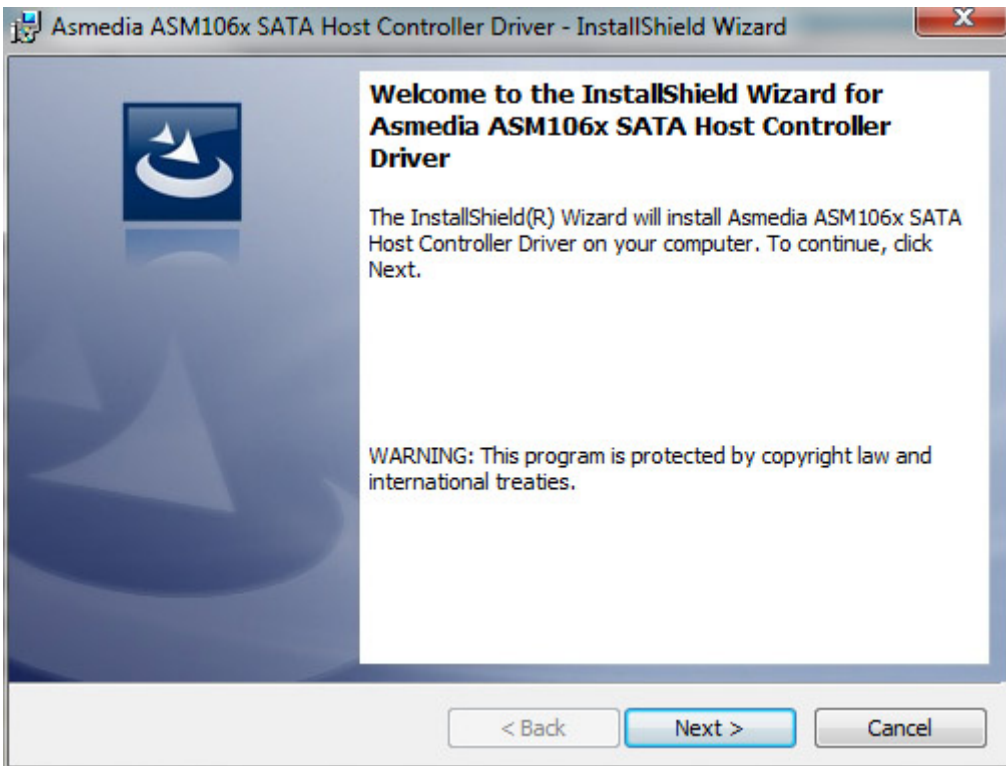 Asmedia ASM106x SATA Host Controller Driver - InstallShield Wizard
Welcome to the InstallShield Wizard for
Asmedia ASM106x SATA Host Controller
Driver
The InstallShield(R) Wizard will install Asmedia ASM106x SATA
Host Controller Driver on your computer. To continue, click
Next.
WARNING: This program is protected by copyright law and
international treaties.
< Back Next > Cancel